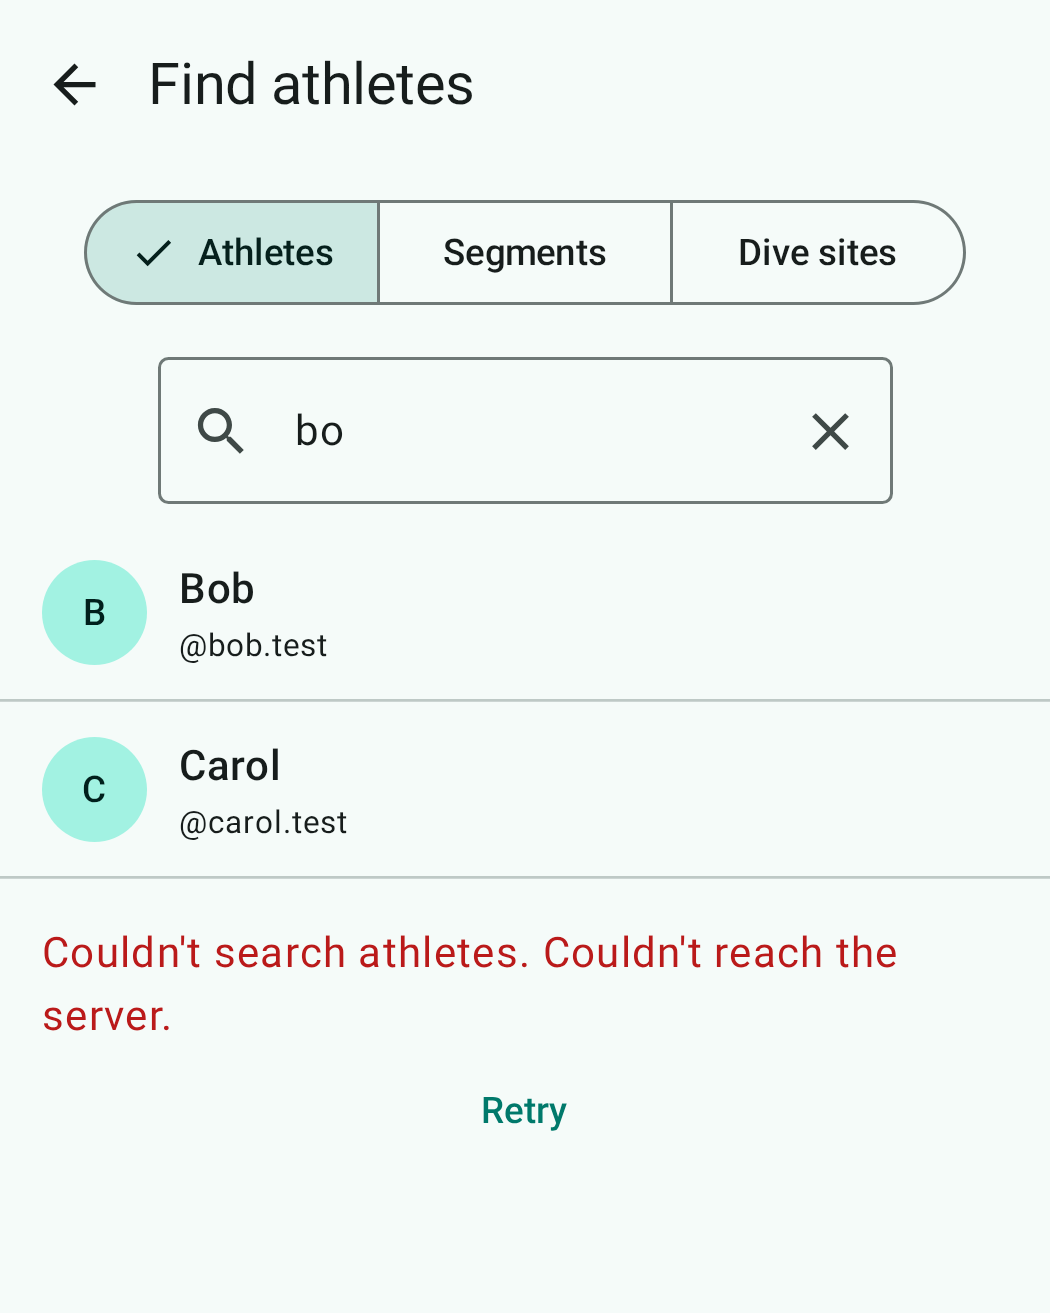 Find athletes
Athletes
Segments
Dive sites
bo
B
Bob
@bob.test
C
Carol
@carol.test
Couldn't search athletes. Couldn't reach the
server.
Retry